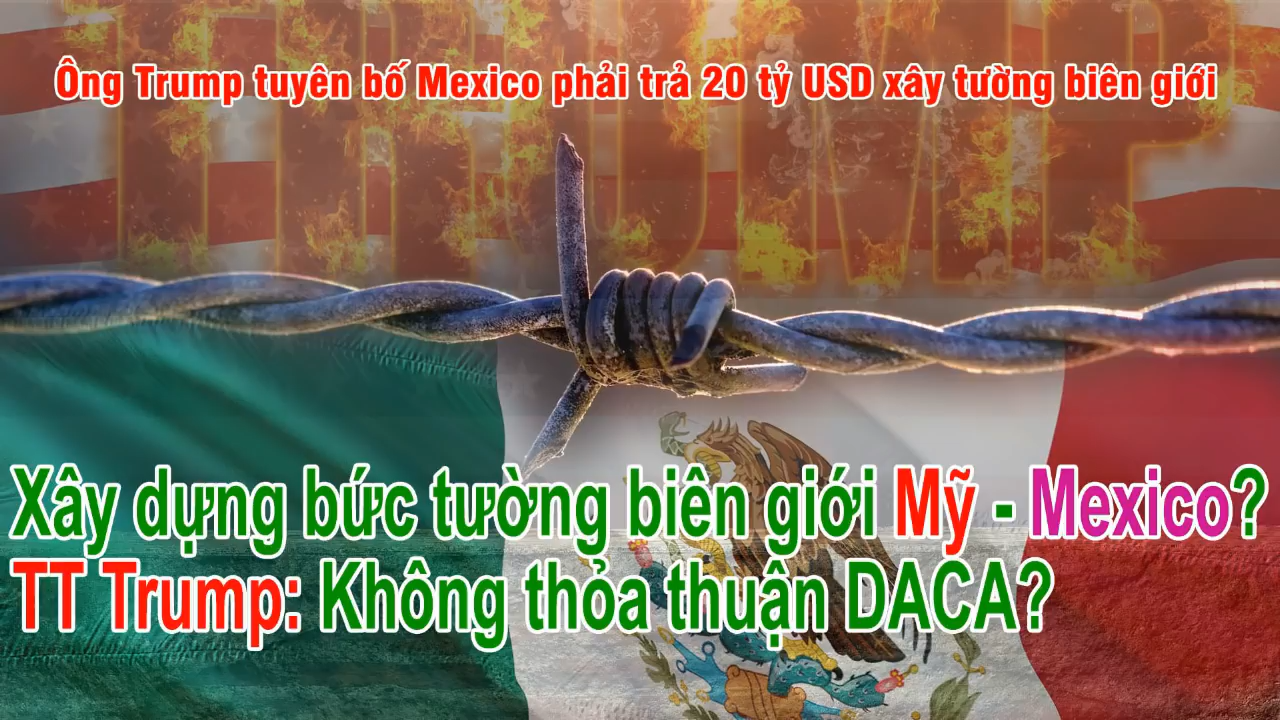 TRUMP
Ông Trump tuyên bố Mexico phải trả 20 tỷ USD xây tường biên giới
Xây dựng bức tường biên giới Mỹ - Mexico?
TT Trump: Không thỏa thuận DACA?